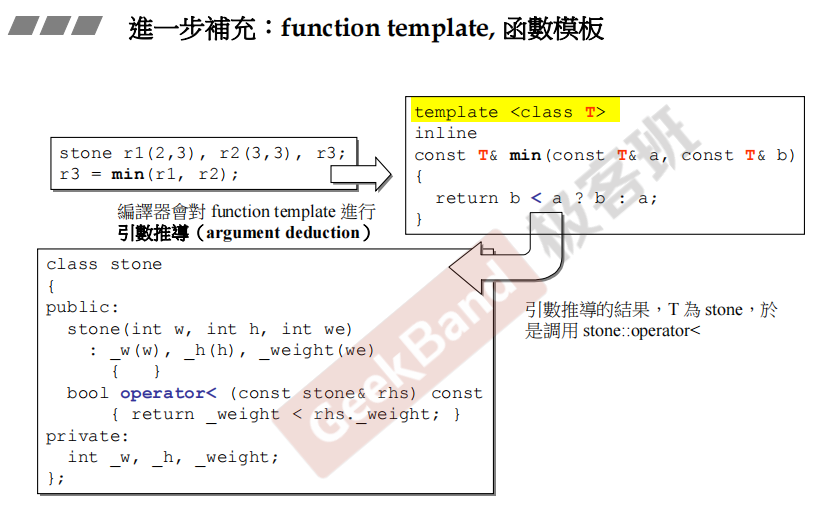 進一步補充：function template, 函數模板
stone r1(2,3), r2(3,3), r3;
r3 = min(r1, r2);
編譯器會對 function template 進行
引數推導（argument deduction）
template <class T>
inline
const T& min(const T& a, const T& b)
{
return b < a ? b : a;
}
引數推導的結果，T 為 stone，於
是調用 stone::operator<
class stone
{
public:
stone(int w, int h, int we)
: _w(w), _h(h), _weight(we)
{ }
bool operator< (const stone& rhs) const
{ return _weight < rhs._weight; }
private:
int _w, _h, _weight;
};
GeekBand 极客班